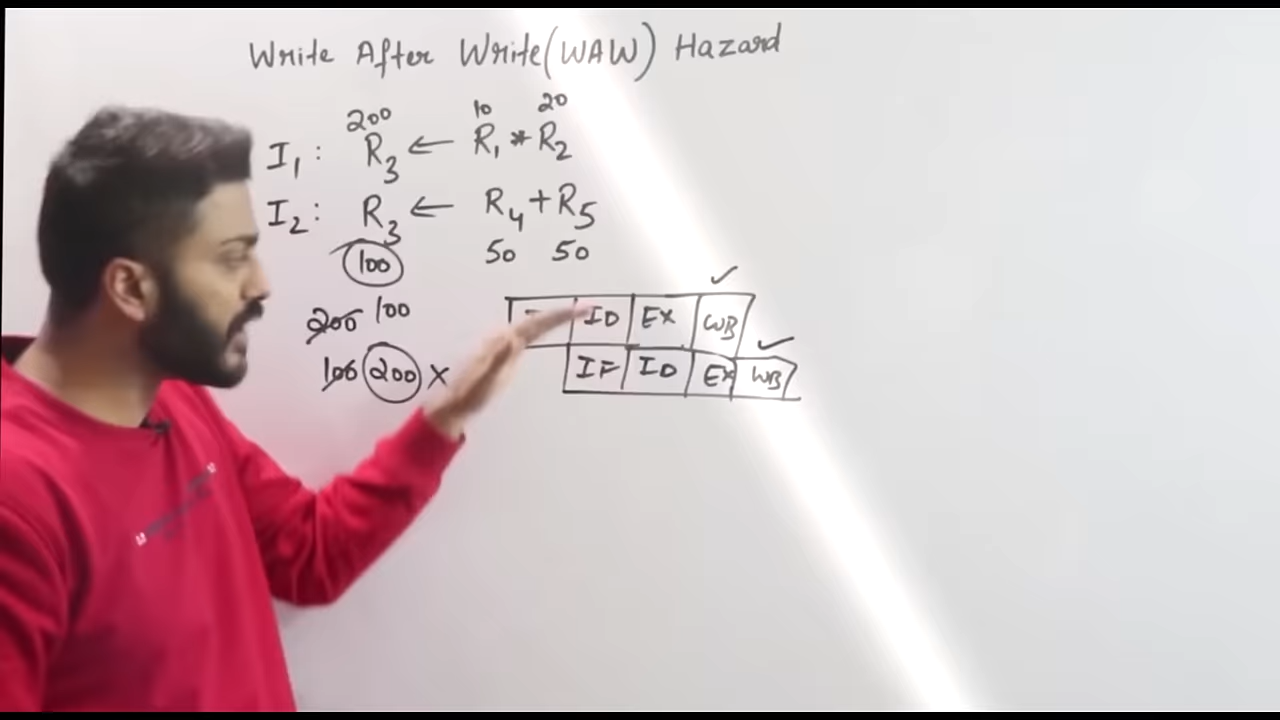 Write After Write(WAW) Hazard
200 10 20
I1: R3 ← R1 * R2
I2: R3 ← R4 + R5
100 50 50
200 100
100 200 ×
ID EX WB
IF ID EX WB